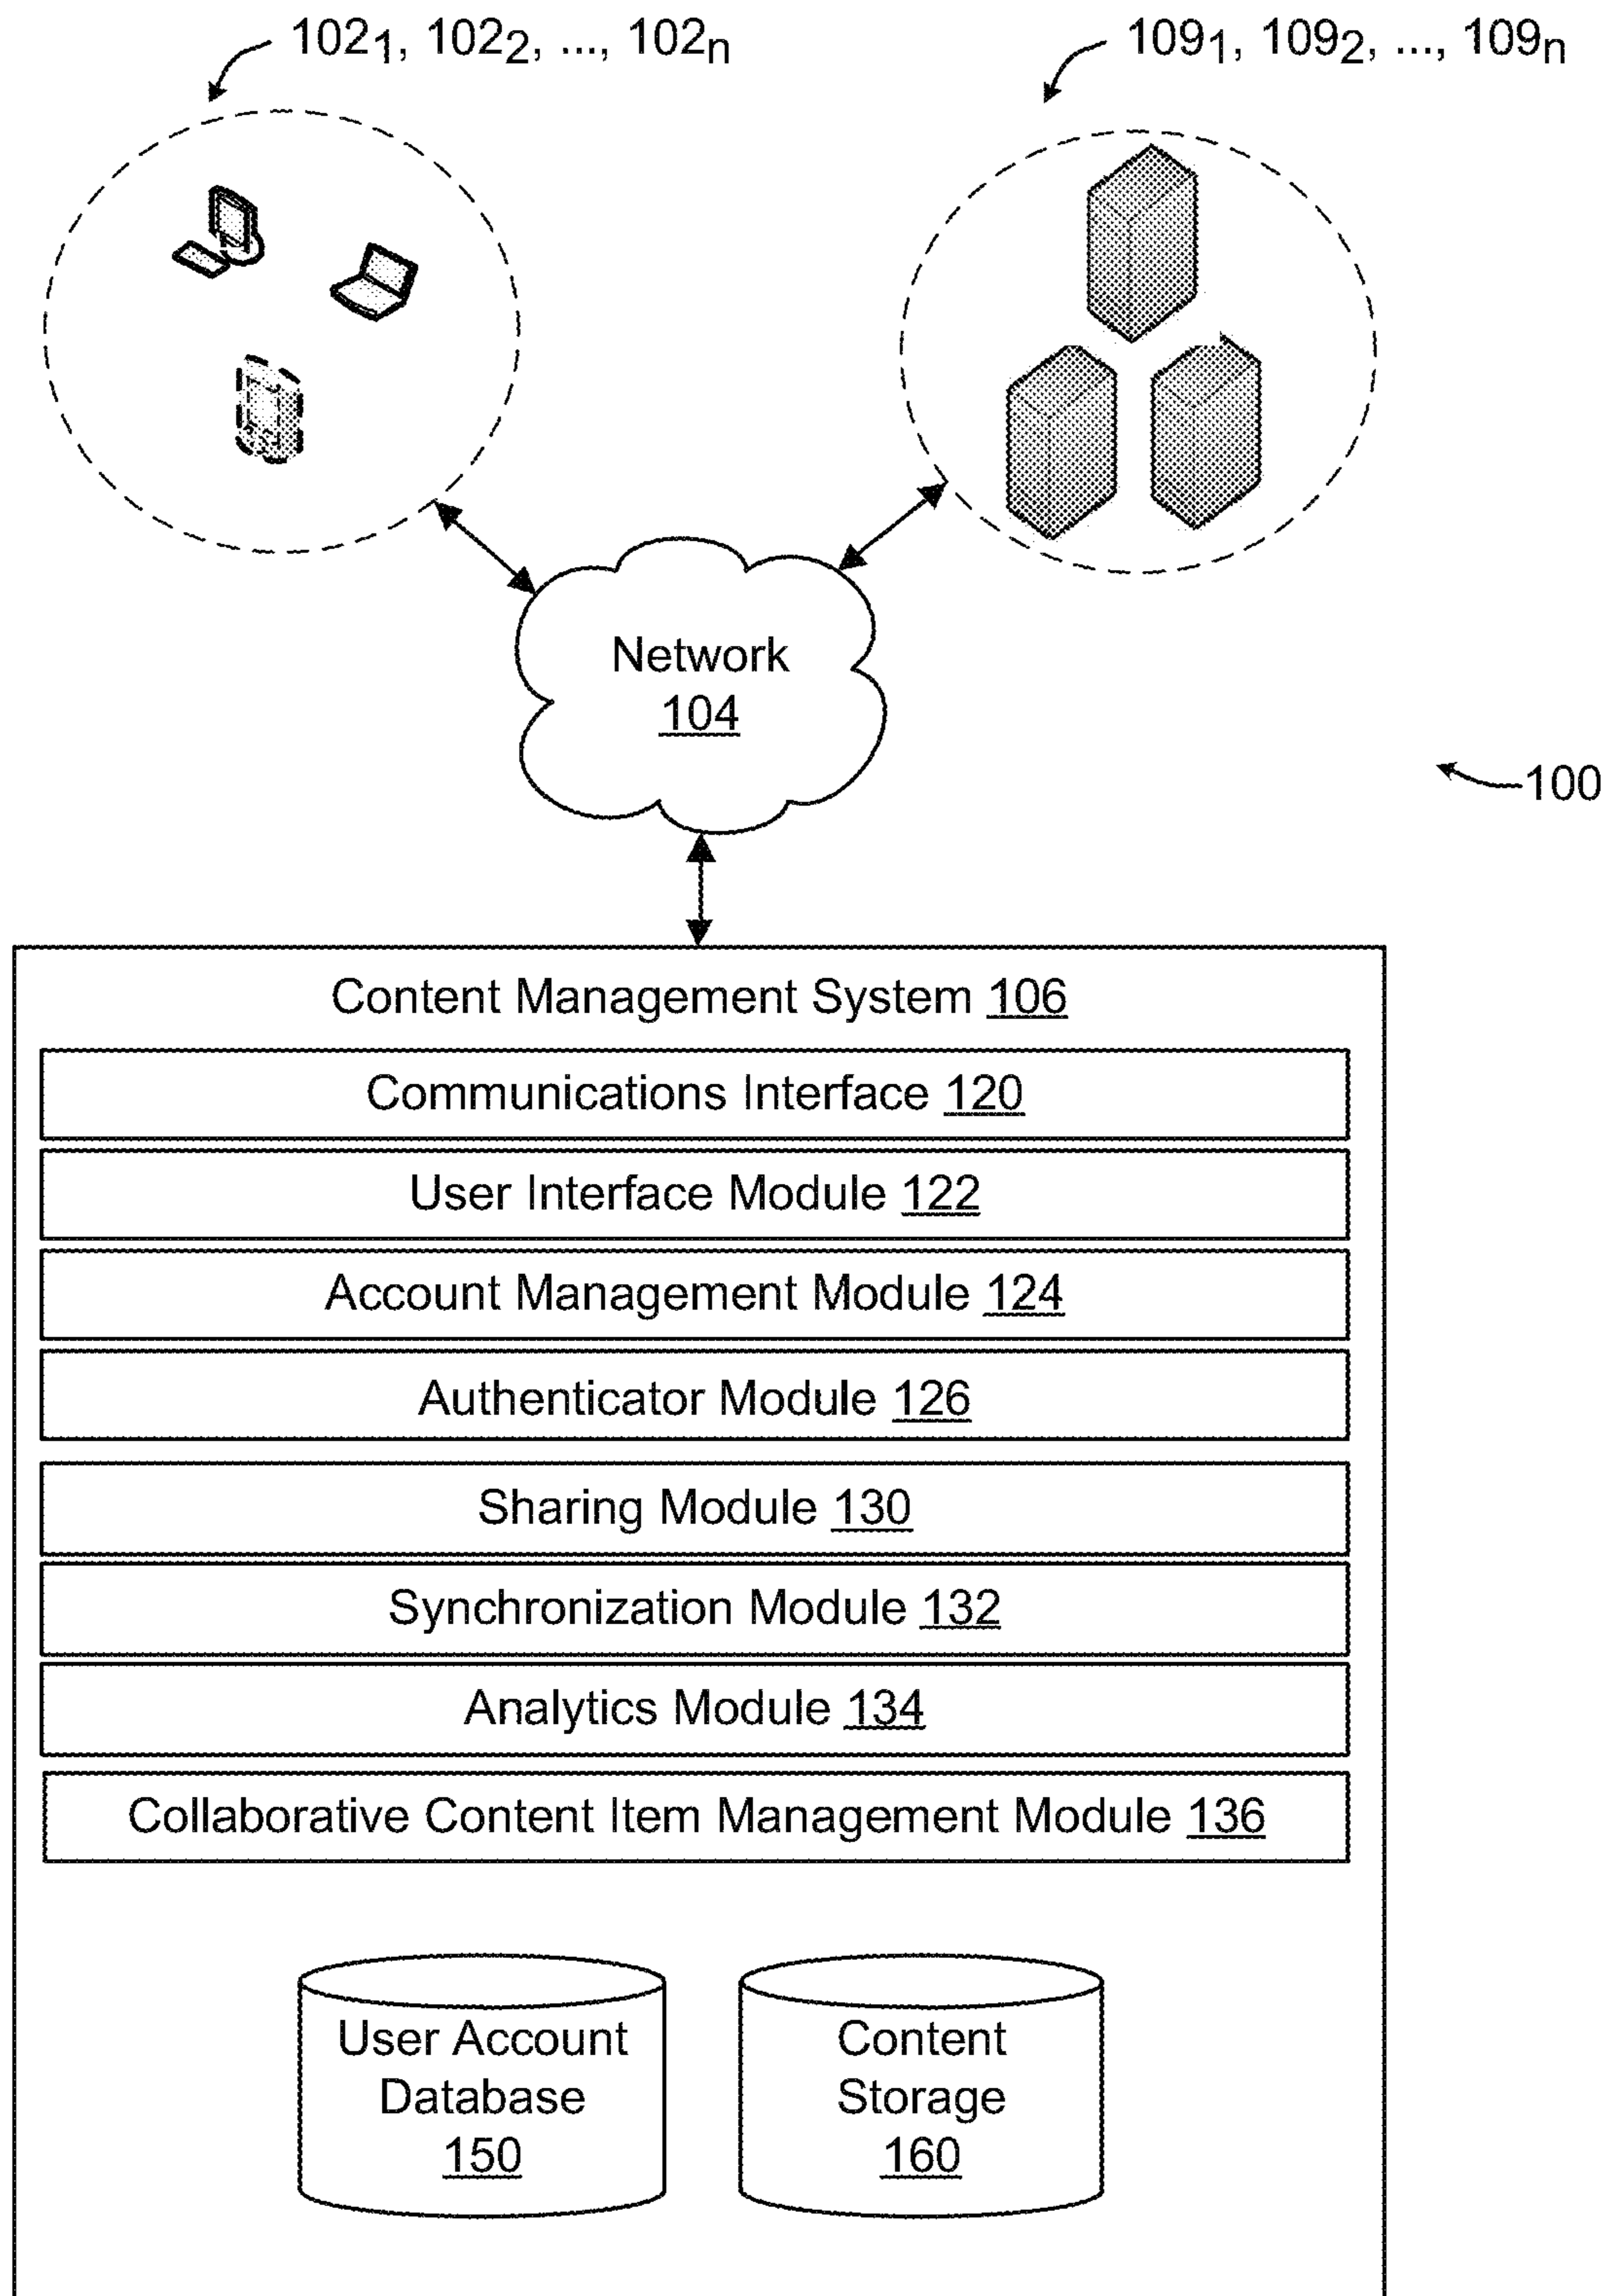 102₁, 102₂, ..., 102ₙ
109₁, 109₂, ..., 109ₙ
Network
104
100
Content Management System 106
Communications Interface 120
User Interface Module 122
Account Management Module 124
Authenticator Module 126
Sharing Module 130
Synchronization Module 132
Analytics Module 134
Collaborative Content Item Management Module 136
User Account
Database
150
Content
Storage
160